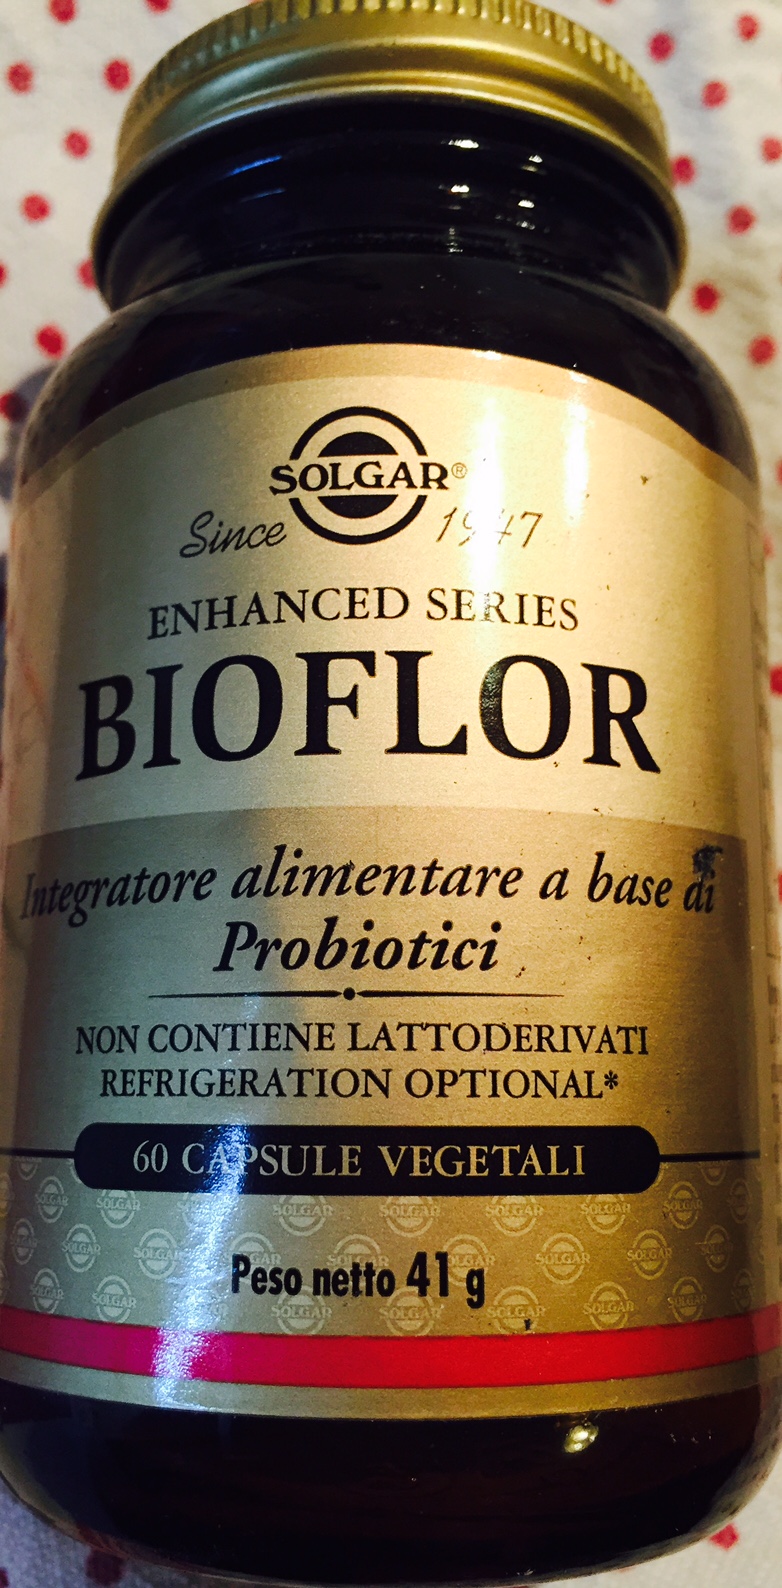 SOLGAR®
Since 1947
ENHANCED SERIES
BIOFLOR
Integratore alimentare a base di
Probiotici
NON CONTIENE LATTODERIVATI
REFRIGERATION OPTIONAL*
60 CAPSULE VEGETALI
Peso netto 41 g